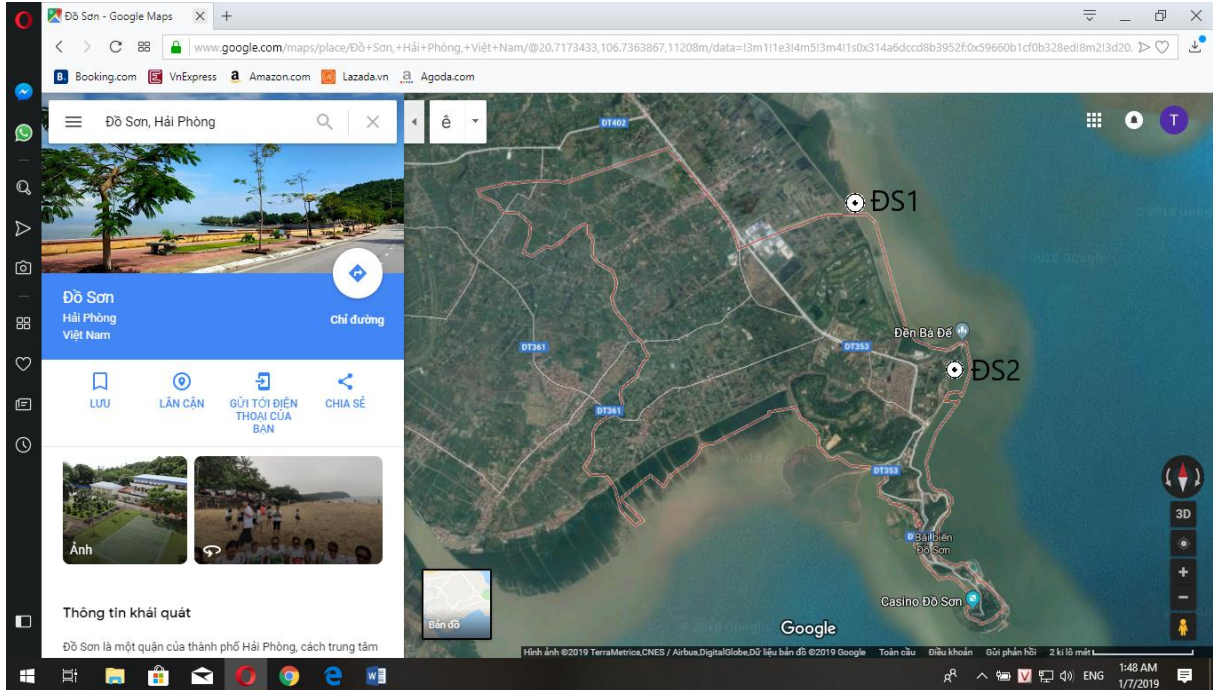 Đồ Sơn - Google Maps
www.google.com/maps/place/Đồ+Sơn,+Hải+Phòng,+Việt+Nam/@20.7173433,106.7363867,11208m/data=!3m1!1e3!4m5!3m4!1s0x314a6dccd8b3952f:0x59660b1cf0b328ed!8m2!3d20.
B. Booking.com VnExpress a Amazon.com Lazada.vn a Agoda.com
Đồ Sơn, Hải Phòng
ê
T
Đồ Sơn
Hải Phòng
Việt Nam
Chỉ đường
LƯU
LÂN CẬN
GỬI TỚI ĐIỆN
THOẠI CỦA
BẠN
CHIA SẺ
Ảnh
Thông tin khái quát
Đồ Sơn là một quận của thành phố Hải Phòng, cách trung tâm
DT402
ĐS1
Đền Bà Đế
DT361
DT353
ĐS2
DT361
DT353
Bãi biển
Đồ Sơn
Casino Đồ Sơn
3D
Bản đồ
Google
Hình ảnh ©2019 TerraMetrics,CNES / Airbus,DigitalGlobe,Dữ liệu bản đồ ©2019 Google Toàn cầu Điều khoản Gửi phản hồi 2 ki lô mét
ENG
1:48 AM
1/7/2019